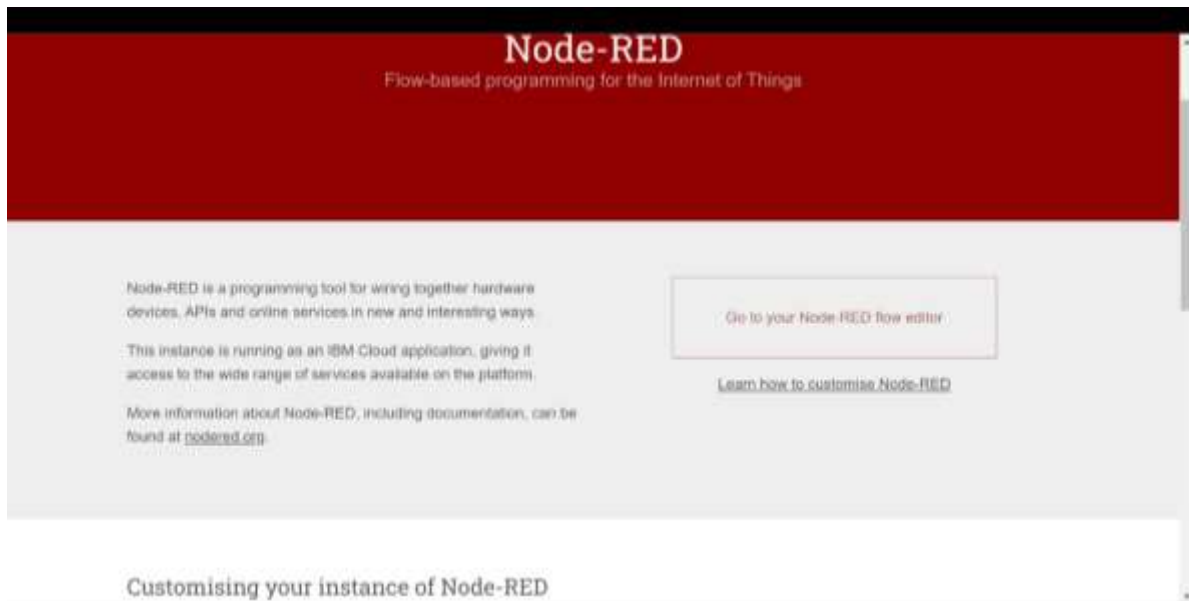 Node-RED
Flow-based programming for the Internet of Things
Node-RED is a programming tool for wiring together hardware
devices, APIs and online services in new and interesting ways.
This instance is running as an IBM Cloud application, giving it
access to the wide range of services available on the platform.
More information about Node-RED, including documentation, can be
found at nodered.org.
Go to your Node-RED flow editor
Learn how to customise Node-RED
Customising your instance of Node-RED